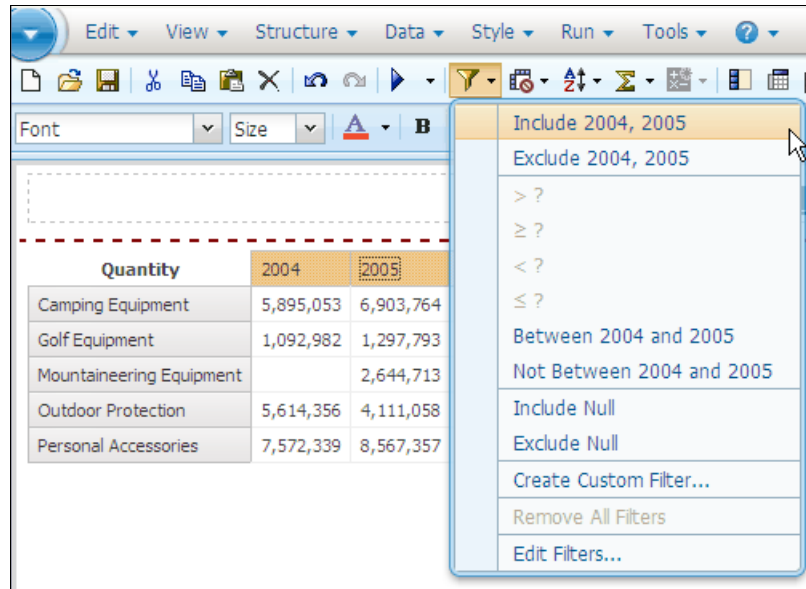 Edit View Structure Data Style Run Tools ?
Font Size A B
Include 2004, 2005
Exclude 2004, 2005
> ?
≥ ?
< ?
≤ ?
Between 2004 and 2005
Not Between 2004 and 2005
Include Null
Exclude Null
Create Custom Filter...
Remove All Filters
Edit Filters...
Quantity 2004 2005
Camping Equipment 5,895,053 6,903,764
Golf Equipment 1,092,982 1,297,793
Mountaineering Equipment 2,644,713
Outdoor Protection 5,614,356 4,111,058
Personal Accessories 7,572,339 8,567,357